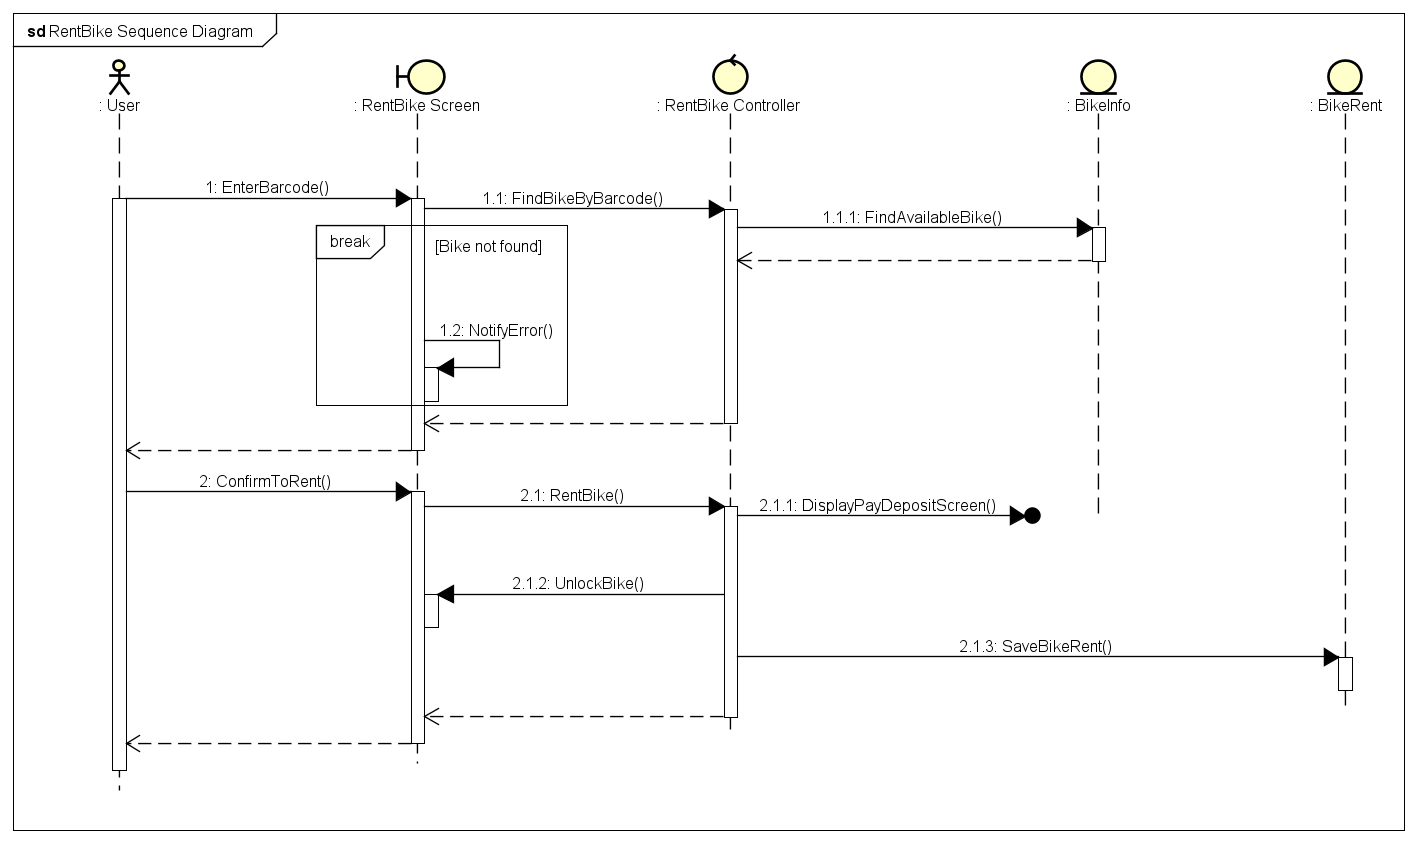 sd RentBike Sequence Diagram
: User
: RentBike Screen
: RentBike Controller
: BikeInfo
: BikeRent
1: EnterBarcode()
1.1: FindBikeByBarcode()
1.1.1: FindAvailableBike()
break
[Bike not found]
1.2: NotifyError()
2: ConfirmToRent()
2.1: RentBike()
2.1.1: DisplayPayDepositScreen()
2.1.2: UnlockBike()
2.1.3: SaveBikeRent()